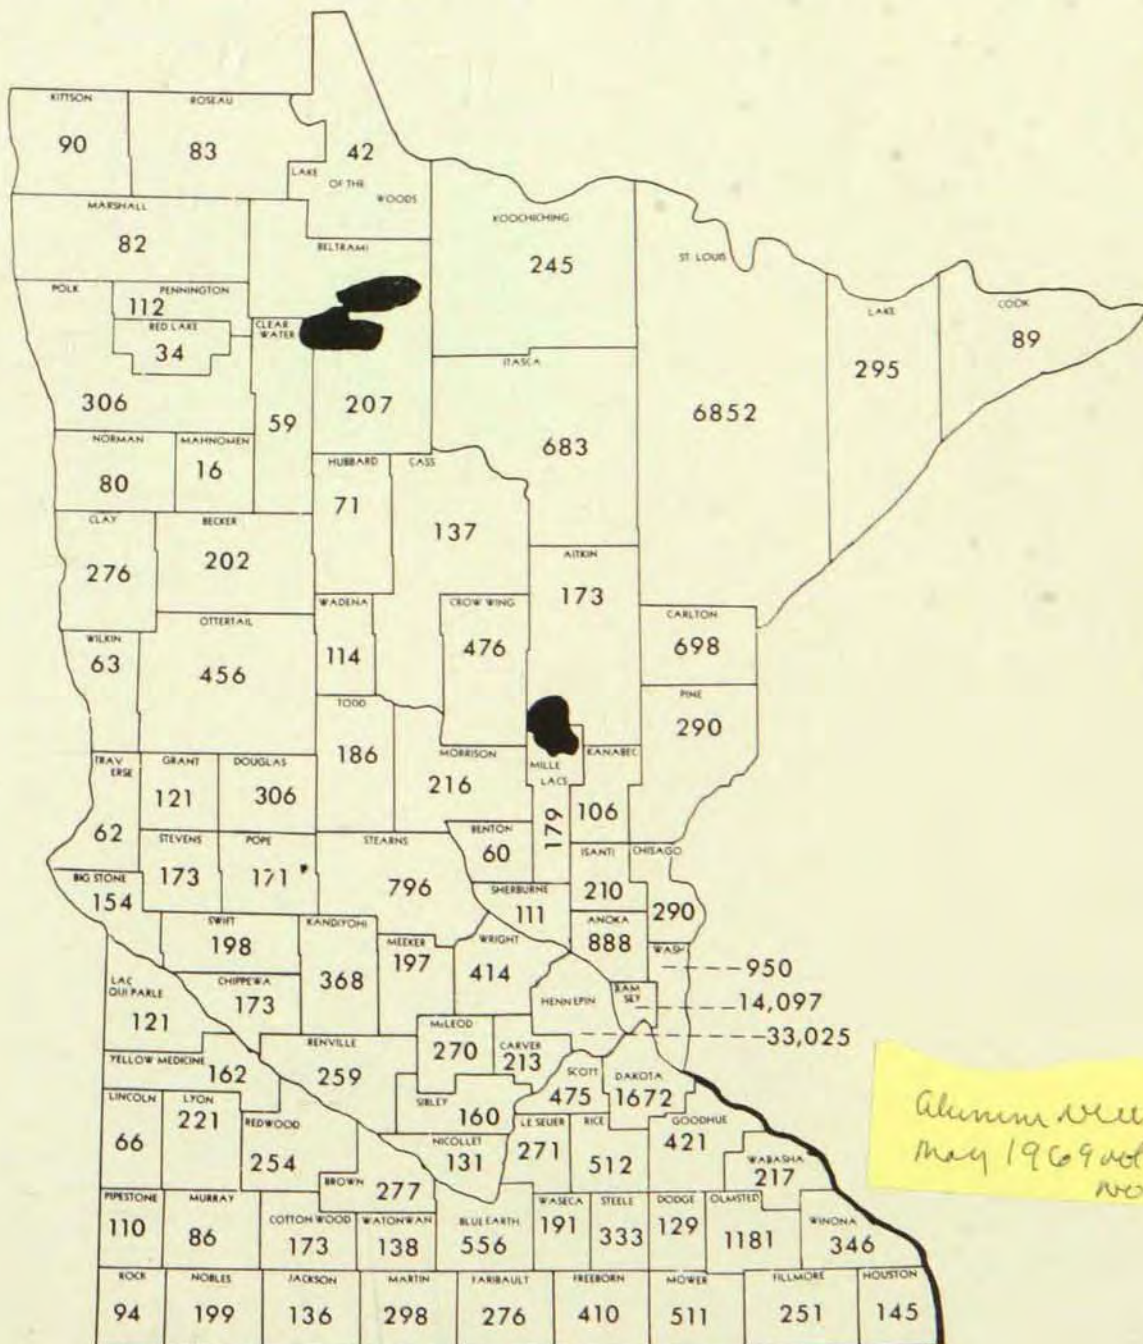 KITTSON
90
ROSEAU
83
42
LAKE
OF THE
WOODS
MARSHALL
82
BELTRAMI
207
KOOCHICHING
245
ST LOUIS
6852
LAKE
295
COOK
89
POLK
306
PENNINGTON
112
RED LAKE
34
CLEAR
WATER
59
ITASCA
683
NORMAN
80
MAHNOMEN
16
HUBBARD
71
CASS
137
CLAY
276
BECKER
202
AITKIN
173
WADENA
114
CROW WING
476
CARLTON
698
WILKIN
63
OTTERTAIL
456
TODD
186
PINE
290
MORRISON
216
MILLE
LACS
179
KANABEC
106
TRAV
ERSE
62
GRANT
121
DOUGLAS
306
STEVENS
173
POPE
171
STEARNS
796
BENTON
60
ISANTI
210
CHISAGO
290
BIG STONE
154
SHERBURNE
111
ANOKA
888
SWIFT
198
KANDIYOHI
368
MEEKER
197
WRIGHT
414
WASH
950
RAM
SEY
14,097
HENNEPIN
33,025
LAC
QUI PARLE
121
CHIPPEWA
173
McLEOD
270
CARVER
213
RENVILLE
259
YELLOW MEDICINE
162
SCOTT
475
DAKOTA
1672
SIBLEY
160
LINCOLN
66
LYON
221
REDWOOD
254
NICOLLET
131
LE SEUER
271
RICE
512
GOODHUE
421
WABASHA
217
BROWN
277
PIPESTONE
110
MURRAY
86
COTTON WOOD
173
WATONWAN
138
BLUE EARTH
556
WASECA
191
STEELE
333
DODGE
129
OLMSTED
1181
WINONA
346
ROCK
94
NOBLES
199
JACKSON
136
MARTIN
298
FARIBAULT
276
FREEBORN
410
MOWER
511
FILLMORE
251
HOUSTON
145
May 1969